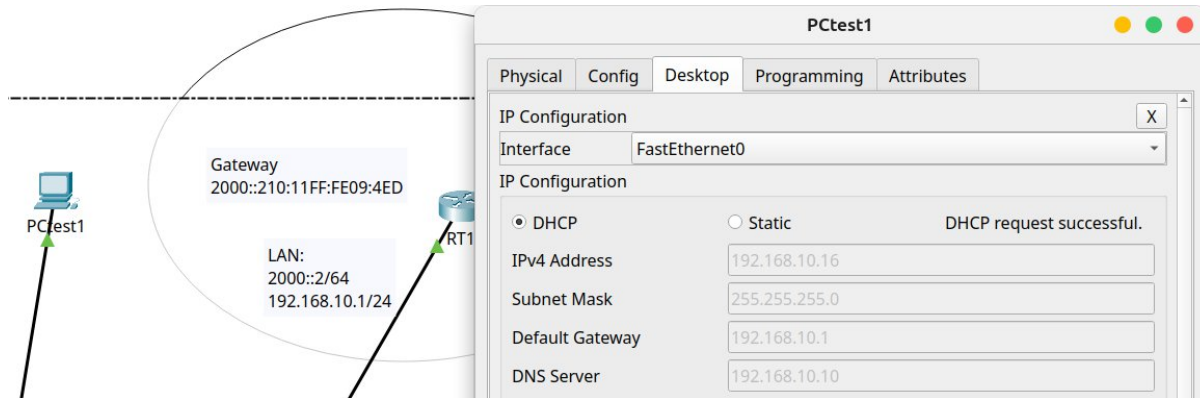 PCtest1
Physical Config Desktop Programming Attributes
IP Configuration X
Interface FastEthernet0
IP Configuration
DHCP Static DHCP request successful.
IPv4 Address 192.168.10.16
Subnet Mask 255.255.255.0
Default Gateway 192.168.10.1
DNS Server 192.168.10.10
Gateway
2000::210:11FF:FE09:4ED
PCtest1
RT1
LAN:
2000::2/64
192.168.10.1/24